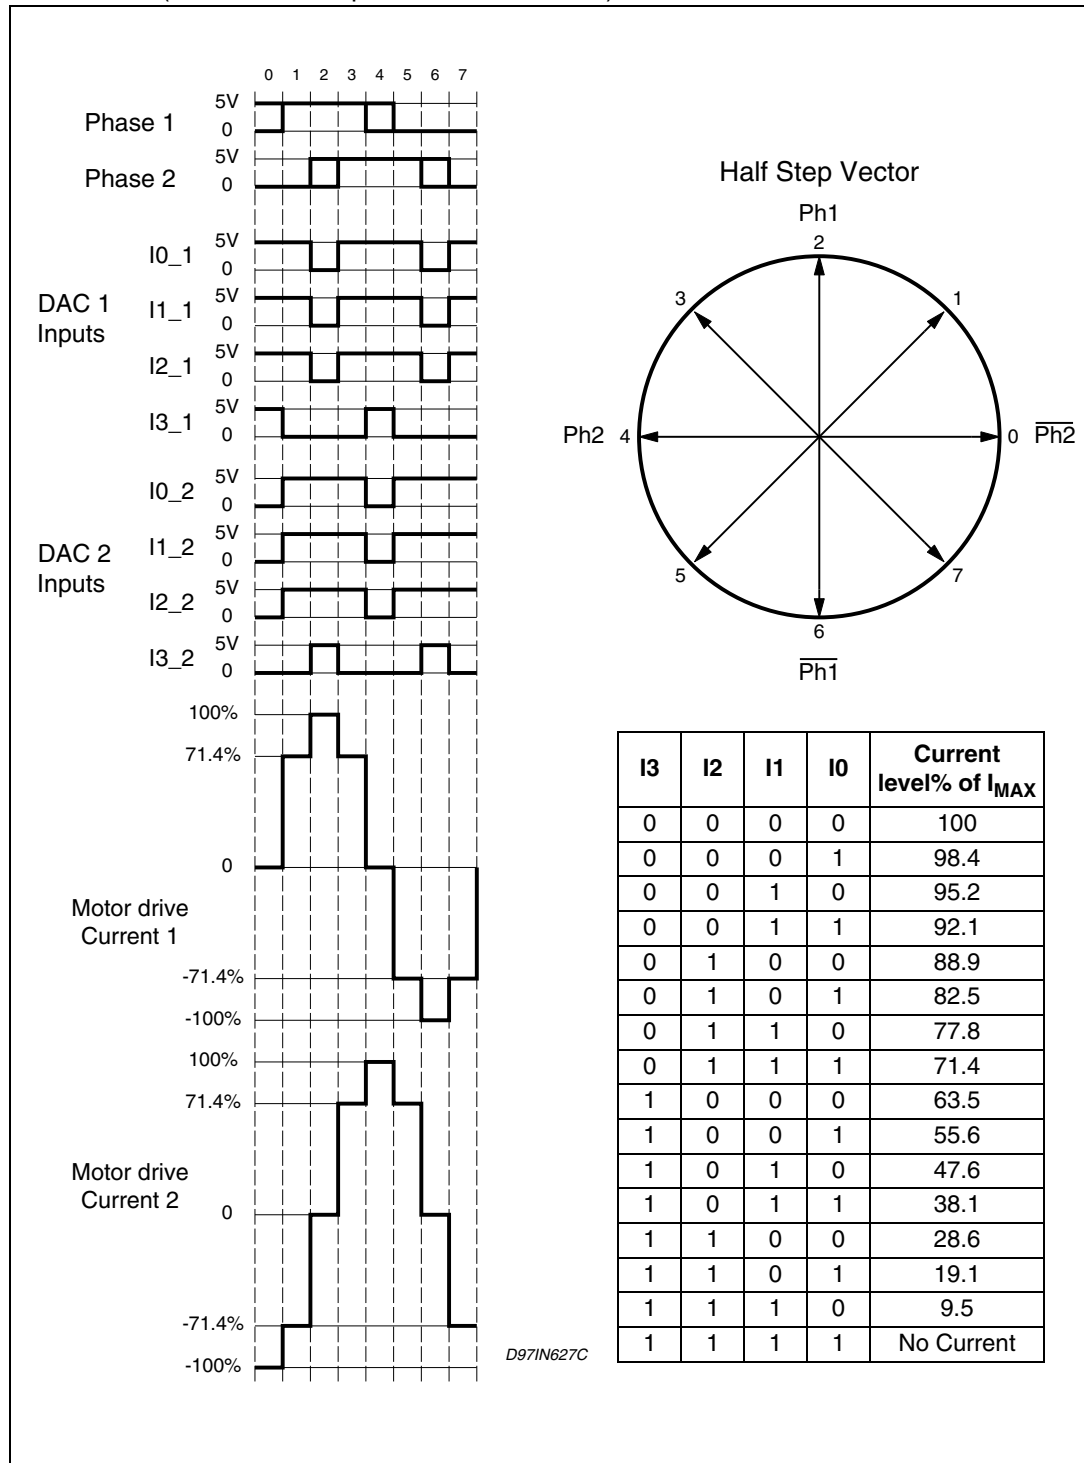 0 1 2 3 4 5 6 7
Phase 1 5V 0
Phase 2 5V 0
DAC 1
Inputs
I0_1 5V 0
I1_1 5V 0
I2_1 5V 0
I3_1 5V 0
DAC 2
Inputs
I0_2 5V 0
I1_2 5V 0
I2_2 5V 0
I3_2 5V 0
100%
71.4%
0
Motor drive
Current 1
-71.4%
-100%
100%
71.4%
Motor drive
Current 2
0
-71.4%
-100%
D97IN627C
Half Step Vector
Ph1
2
3 1
Ph2 4 0 P̅h̅2̅
5 7
6
P̅h̅1̅
I3 I2 I1 I0 Current
level% of IMAX
0 0 0 0 100
0 0 0 1 98.4
0 0 1 0 95.2
0 0 1 1 92.1
0 1 0 0 88.9
0 1 0 1 82.5
0 1 1 0 77.8
0 1 1 1 71.4
1 0 0 0 63.5
1 0 0 1 55.6
1 0 1 0 47.6
1 0 1 1 38.1
1 1 0 0 28.6
1 1 0 1 19.1
1 1 1 0 9.5
1 1 1 1 No Current